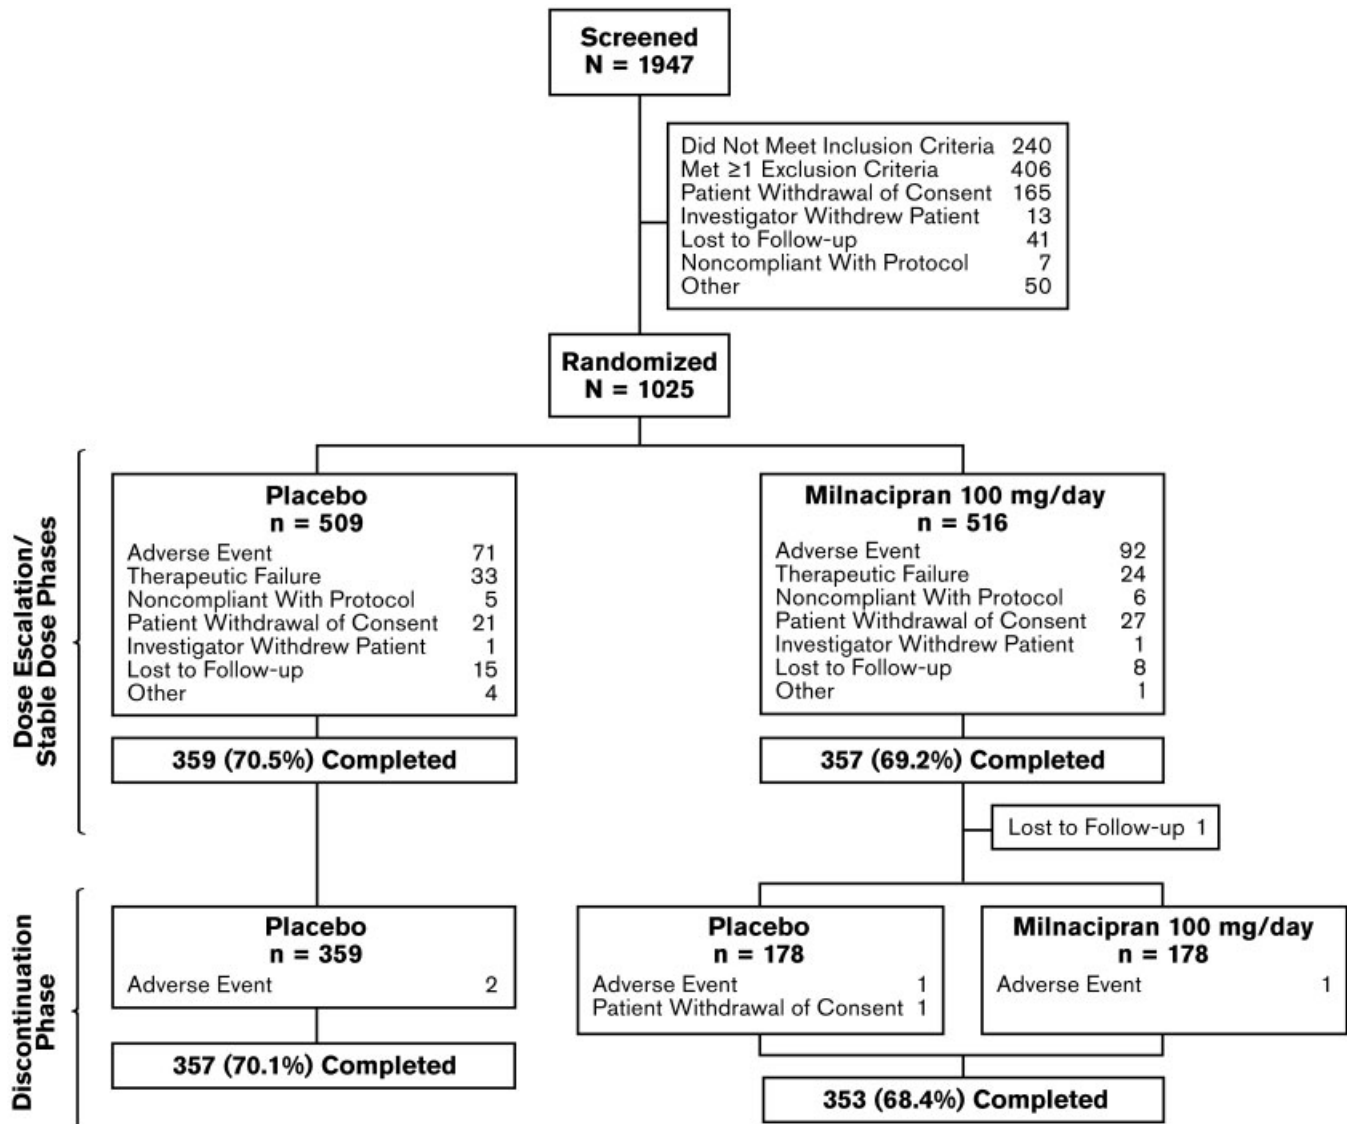 Screened
N = 1947
Did Not Meet Inclusion Criteria 240
Met ≥1 Exclusion Criteria 406
Patient Withdrawal of Consent 165
Investigator Withdrew Patient 13
Lost to Follow-up 41
Noncompliant With Protocol 7
Other 50
Randomized
N = 1025
Dose Escalation/
Stable Dose Phases
Placebo
n = 509
Adverse Event 71
Therapeutic Failure 33
Noncompliant With Protocol 5
Patient Withdrawal of Consent 21
Investigator Withdrew Patient 1
Lost to Follow-up 15
Other 4
359 (70.5%) Completed
Milnacipran 100 mg/day
n = 516
Adverse Event 92
Therapeutic Failure 24
Noncompliant With Protocol 6
Patient Withdrawal of Consent 27
Investigator Withdrew Patient 1
Lost to Follow-up 8
Other 1
357 (69.2%) Completed
Lost to Follow-up 1
Discontinuation
Phase
Placebo
n = 359
Adverse Event 2
357 (70.1%) Completed
Placebo
n = 178
Adverse Event 1
Patient Withdrawal of Consent 1
Milnacipran 100 mg/day
n = 178
Adverse Event 1
353 (68.4%) Completed